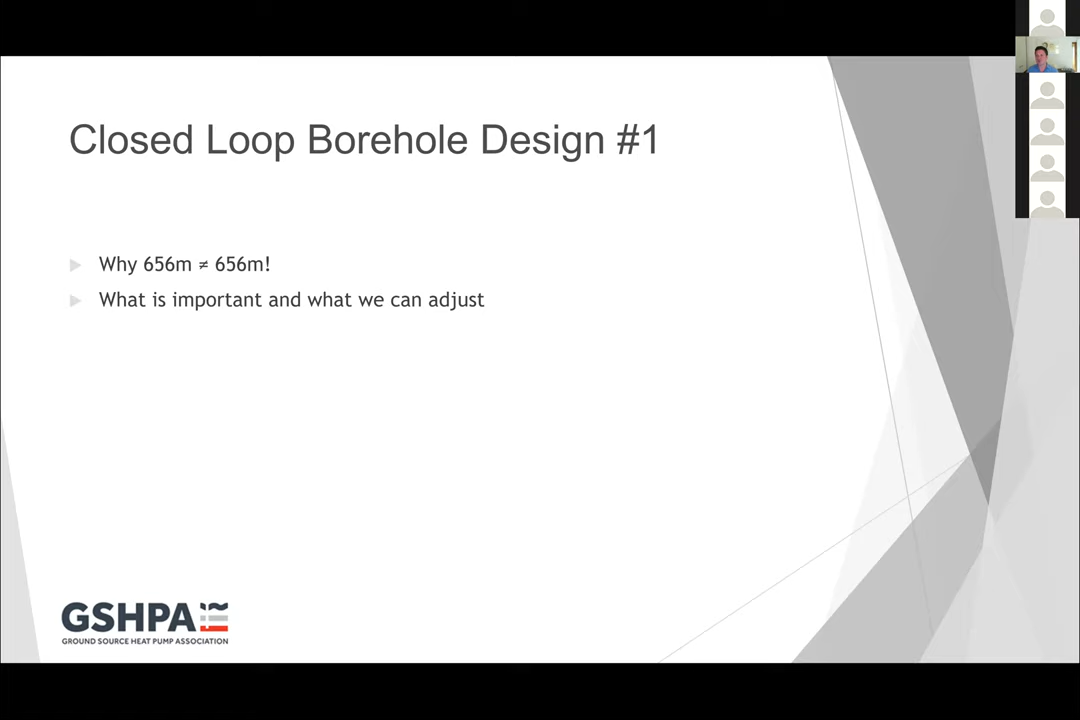 Closed Loop Borehole Design #1
Why 656m ≠ 656m!
What is important and what we can adjust
GSHPA
GROUND SOURCE HEAT PUMP ASSOCIATION